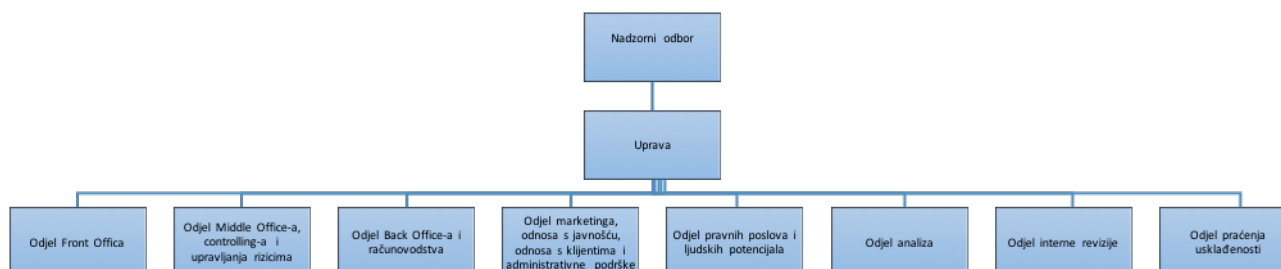 Nadzorni odbor
Uprava
Odjel Front Offica
Odjel Middle Office-a,
controlling-a i
upravljanja rizicima
Odjel Back Office-a i
računovodstva
Odjel marketinga,
odnosa s javnošću,
odnosa s klijentima i
administrativne podrške
Odjel pravnih poslova i
ljudskih potencijala
Odjel analiza
Odjel interne revizije
Odjel praćenja
usklađenosti